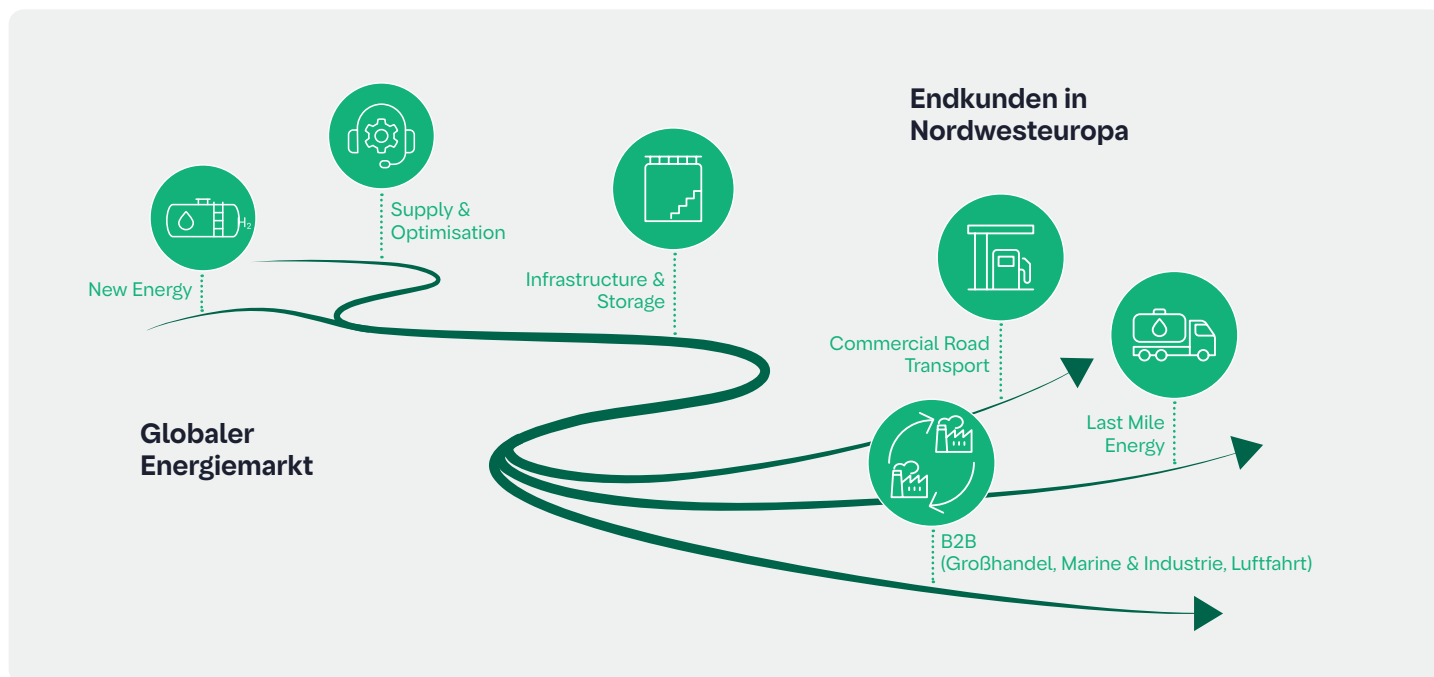 Endkunden in
Nordwesteuropa
H2
New Energy
Supply &
Optimisation
Infrastructure &
Storage
Commercial Road
Transport
Last Mile
Energy
Globaler
Energiemarkt
B2B
(Großhandel, Marine & Industrie, Luftfahrt)